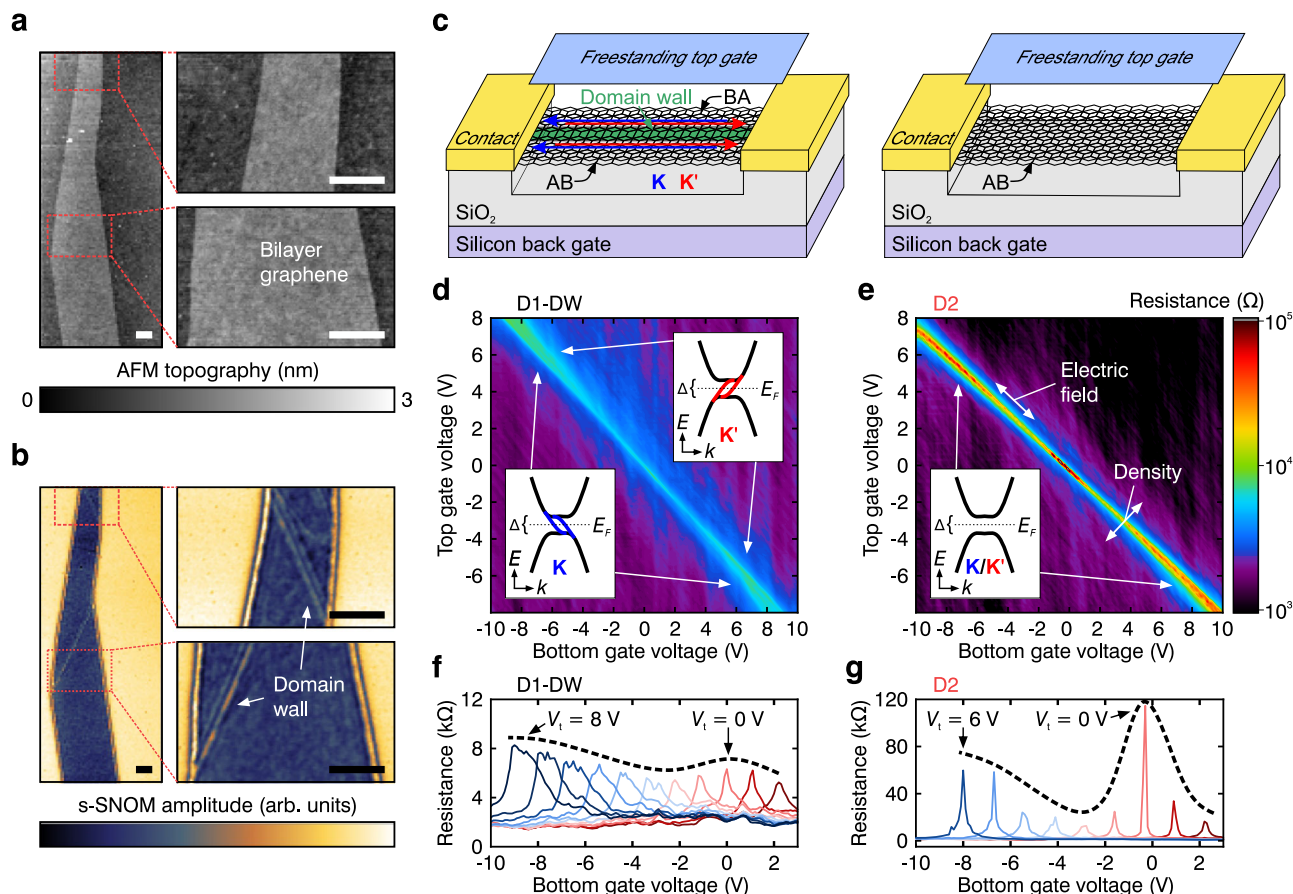 a
Bilayer
graphene
AFM topography (nm)
0
3
b
Domain
wall
s-SNOM amplitude (arb. units)
c
Freestanding top gate
Domain wall
BA
Contact
AB
K K'
SiO₂
Silicon back gate
Freestanding top gate
Contact
AB
SiO₂
Silicon back gate
d
D1-DW
Top gate voltage (V)
8
6
4
2
0
-2
-4
-6
Δ{
E_F
E
k
K'
Δ{
E_F
E
k
K
-10 -8 -6 -4 -2 0 2 4 6 8 10
Bottom gate voltage (V)
e
D2
Resistance (Ω)
10⁵
10⁴
10³
Top gate voltage (V)
8
6
4
2
0
-2
-4
-6
Electric
field
Density
Δ{
E_F
E
k
K/K'
-10 -8 -6 -4 -2 0 2 4 6 8 10
Bottom gate voltage (V)
f
D1-DW
Resistance (kΩ)
12
8
4
0
V_t = 8 V
V_t = 0 V
-10 -8 -6 -4 -2 0 2
Bottom gate voltage (V)
g
D2
Resistance (kΩ)
120
80
40
0
V_t = 6 V
V_t = 0 V
-10 -8 -6 -4 -2 0 2
Bottom gate voltage (V)